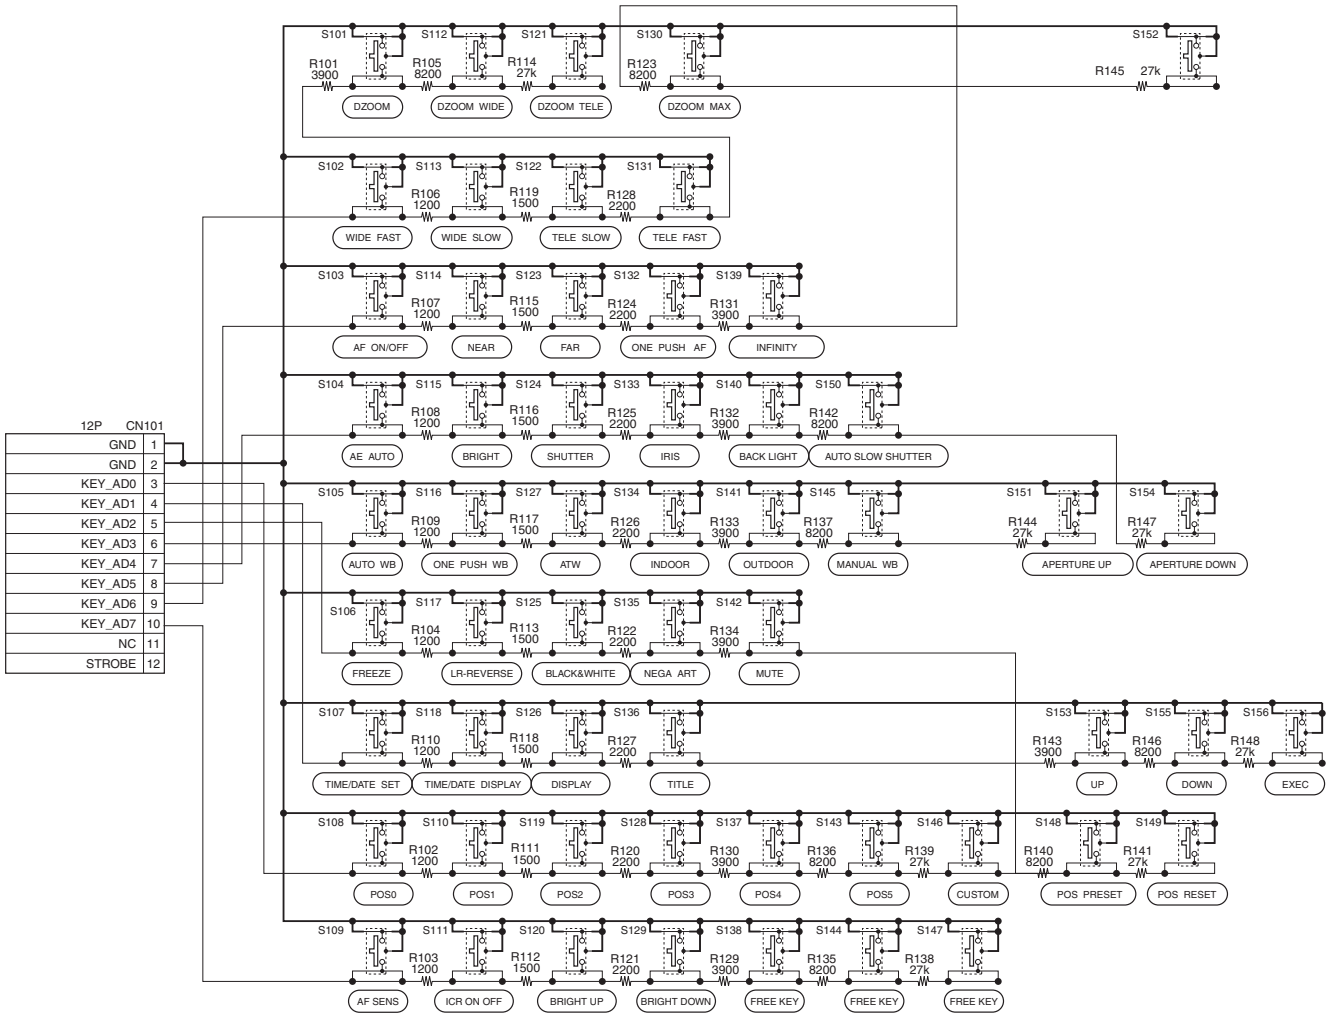 S101 S112 S121 S130 S152
R101 3900 R105 8200 R114 27k R123 8200 R145 27k
DZOOM DZOOM WIDE DZOOM TELE DZOOM MAX
S102 S113 S122 S131
R106 1200 R119 1500 R128 2200
WIDE FAST WIDE SLOW TELE SLOW TELE FAST
S103 S114 S123 S132 S139
R107 1200 R115 1500 R124 2200 R131 3900
AF ON/OFF NEAR FAR ONE PUSH AF INFINITY
S104 S115 S124 S133 S140 S150
R108 1200 R116 1500 R125 2200 R132 3900 R142 8200
AE AUTO BRIGHT SHUTTER IRIS BACK LIGHT AUTO SLOW SHUTTER
12P CN101
GND 1
GND 2
KEY_AD0 3
KEY_AD1 4
KEY_AD2 5
KEY_AD3 6
KEY_AD4 7
KEY_AD5 8
KEY_AD6 9
KEY_AD7 10
NC 11
STROBE 12
S105 S116 S127 S134 S141 S145 S151 S154
R109 1200 R117 1500 R126 2200 R133 3900 R137 8200 R144 27k R147 27k
AUTO WB ONE PUSH WB ATW INDOOR OUTDOOR MANUAL WB APERTURE UP APERTURE DOWN
S106 S117 S125 S135 S142
R104 1200 R113 1500 R122 2200 R134 3900
FREEZE LR-REVERSE BLACK&WHITE NEGA ART MUTE
S107 S118 S126 S136 S153 S155 S156
R110 1200 R118 1500 R127 2200 R143 3900 R146 8200 R148 27k
TIME/DATE SET TIME/DATE DISPLAY DISPLAY TITLE UP DOWN EXEC
S108 S110 S119 S128 S137 S143 S146 S148 S149
R102 1200 R111 1500 R120 2200 R130 3900 R136 8200 R139 27k R140 8200 R141 27k
POS0 POS1 POS2 POS3 POS4 POS5 CUSTOM POS PRESET POS RESET
S109 S111 S120 S129 S138 S144 S147
R103 1200 R112 1500 R121 2200 R129 3900 R135 8200 R138 27k
AF SENS ICR ON OFF BRIGHT UP BRIGHT DOWN FREE KEY FREE KEY FREE KEY